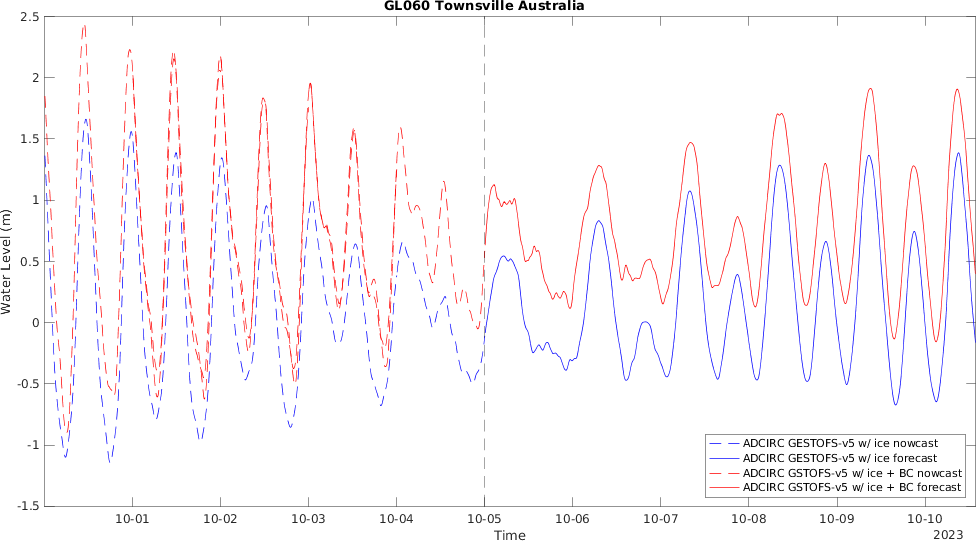 GL060 Townsville Australia
2.5
2
1.5
1
0.5
0
-0.5
-1
-1.5
Water Level (m)
10-01 10-02 10-03 10-04 10-05 10-06 10-07 10-08 10-09 10-10
Time
2023
ADCIRC GESTOFS-v5 w/ ice nowcast
ADCIRC GESTOFS-v5 w/ ice forecast
ADCIRC GSTOFS-v5 w/ ice + BC nowcast
ADCIRC GSTOFS-v5 w/ ice + BC forecast